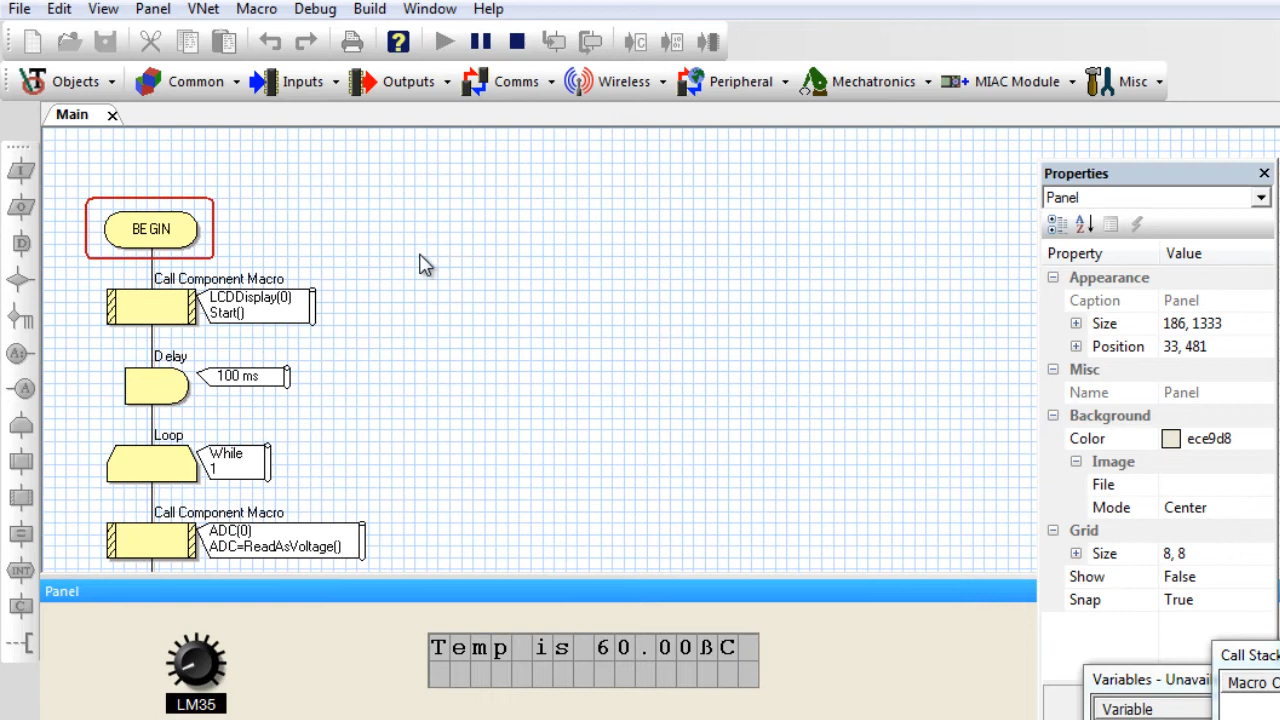 File Edit View Panel VNet Macro Debug Build Window Help
?
Objects Common Inputs Outputs Comms Wireless Peripheral Mechatronics MIAC Module Misc
Main
BEGIN
Call Component Macro
LCDDisplay(0)
Start()
Delay
100 ms
Loop
While
1
Call Component Macro
ADC(0)
ADC=ReadAsVoltage()
I
O
D
A:
A
=
INT
C
Panel
LM35
Temp is 60.00ßC
Properties
Panel
Property Value
Appearance
Caption Panel
Size 186, 1333
Position 33, 481
Misc
Name Panel
Background
Color ece9d8
Image
File
Mode Center
Grid
Size 8, 8
Show False
Snap True
Call Stack
Macro C
Variables - Unavai
Variable